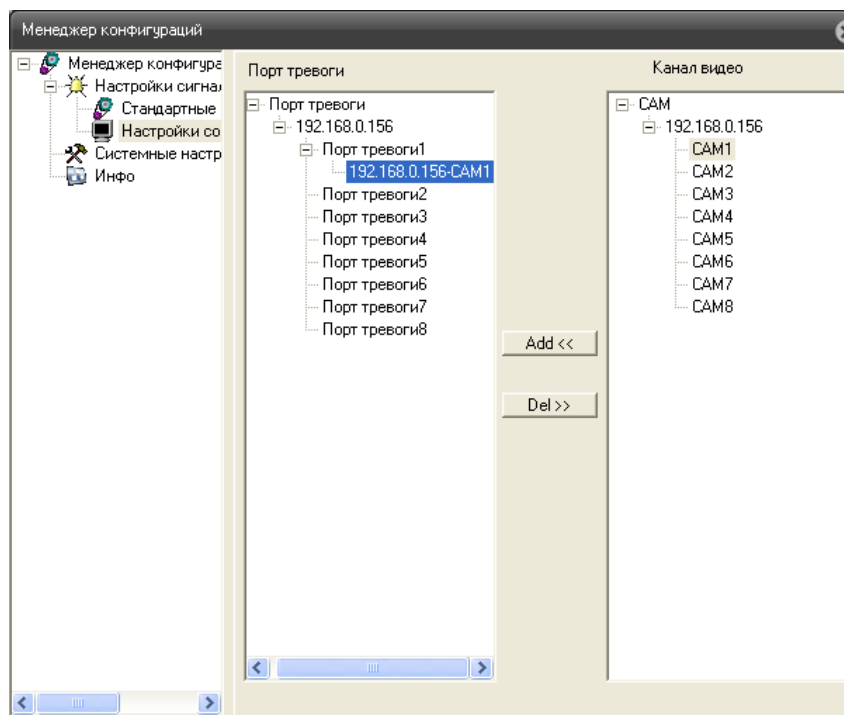 Менеджер конфигураций
Менеджер конфигура
Настройки сигнал
Стандартные
Настройки со
Системные настр
Инфо
Порт тревоги
Порт тревоги
192.168.0.156
Порт тревоги1
192.168.0.156-CAM1
Порт тревоги2
Порт тревоги3
Порт тревоги4
Порт тревоги5
Порт тревоги6
Порт тревоги7
Порт тревоги8
Add <<
Del >>
Канал видео
CAM
192.168.0.156
CAM1
CAM2
CAM3
CAM4
CAM5
CAM6
CAM7
CAM8